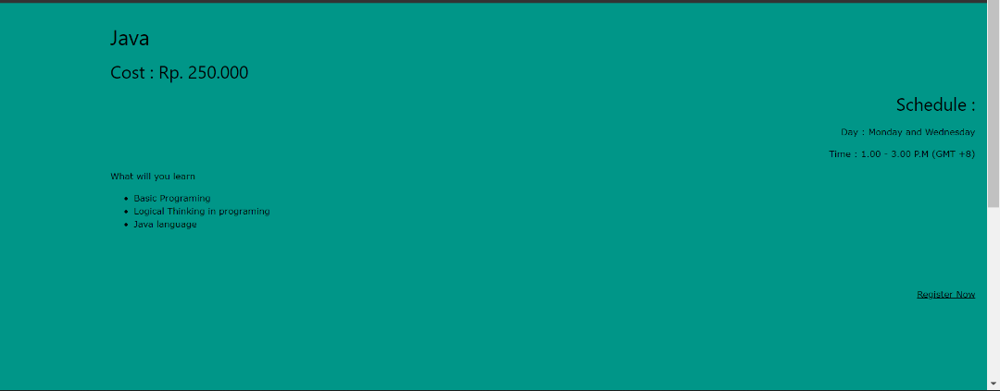 Java
Cost : Rp. 250.000
Schedule :
Day : Monday and Wednesday
Time : 1.00 - 3.00 P.M (GMT +8)
What will you learn
Basic Programing
Logical Thinking in programing
Java language
Register Now